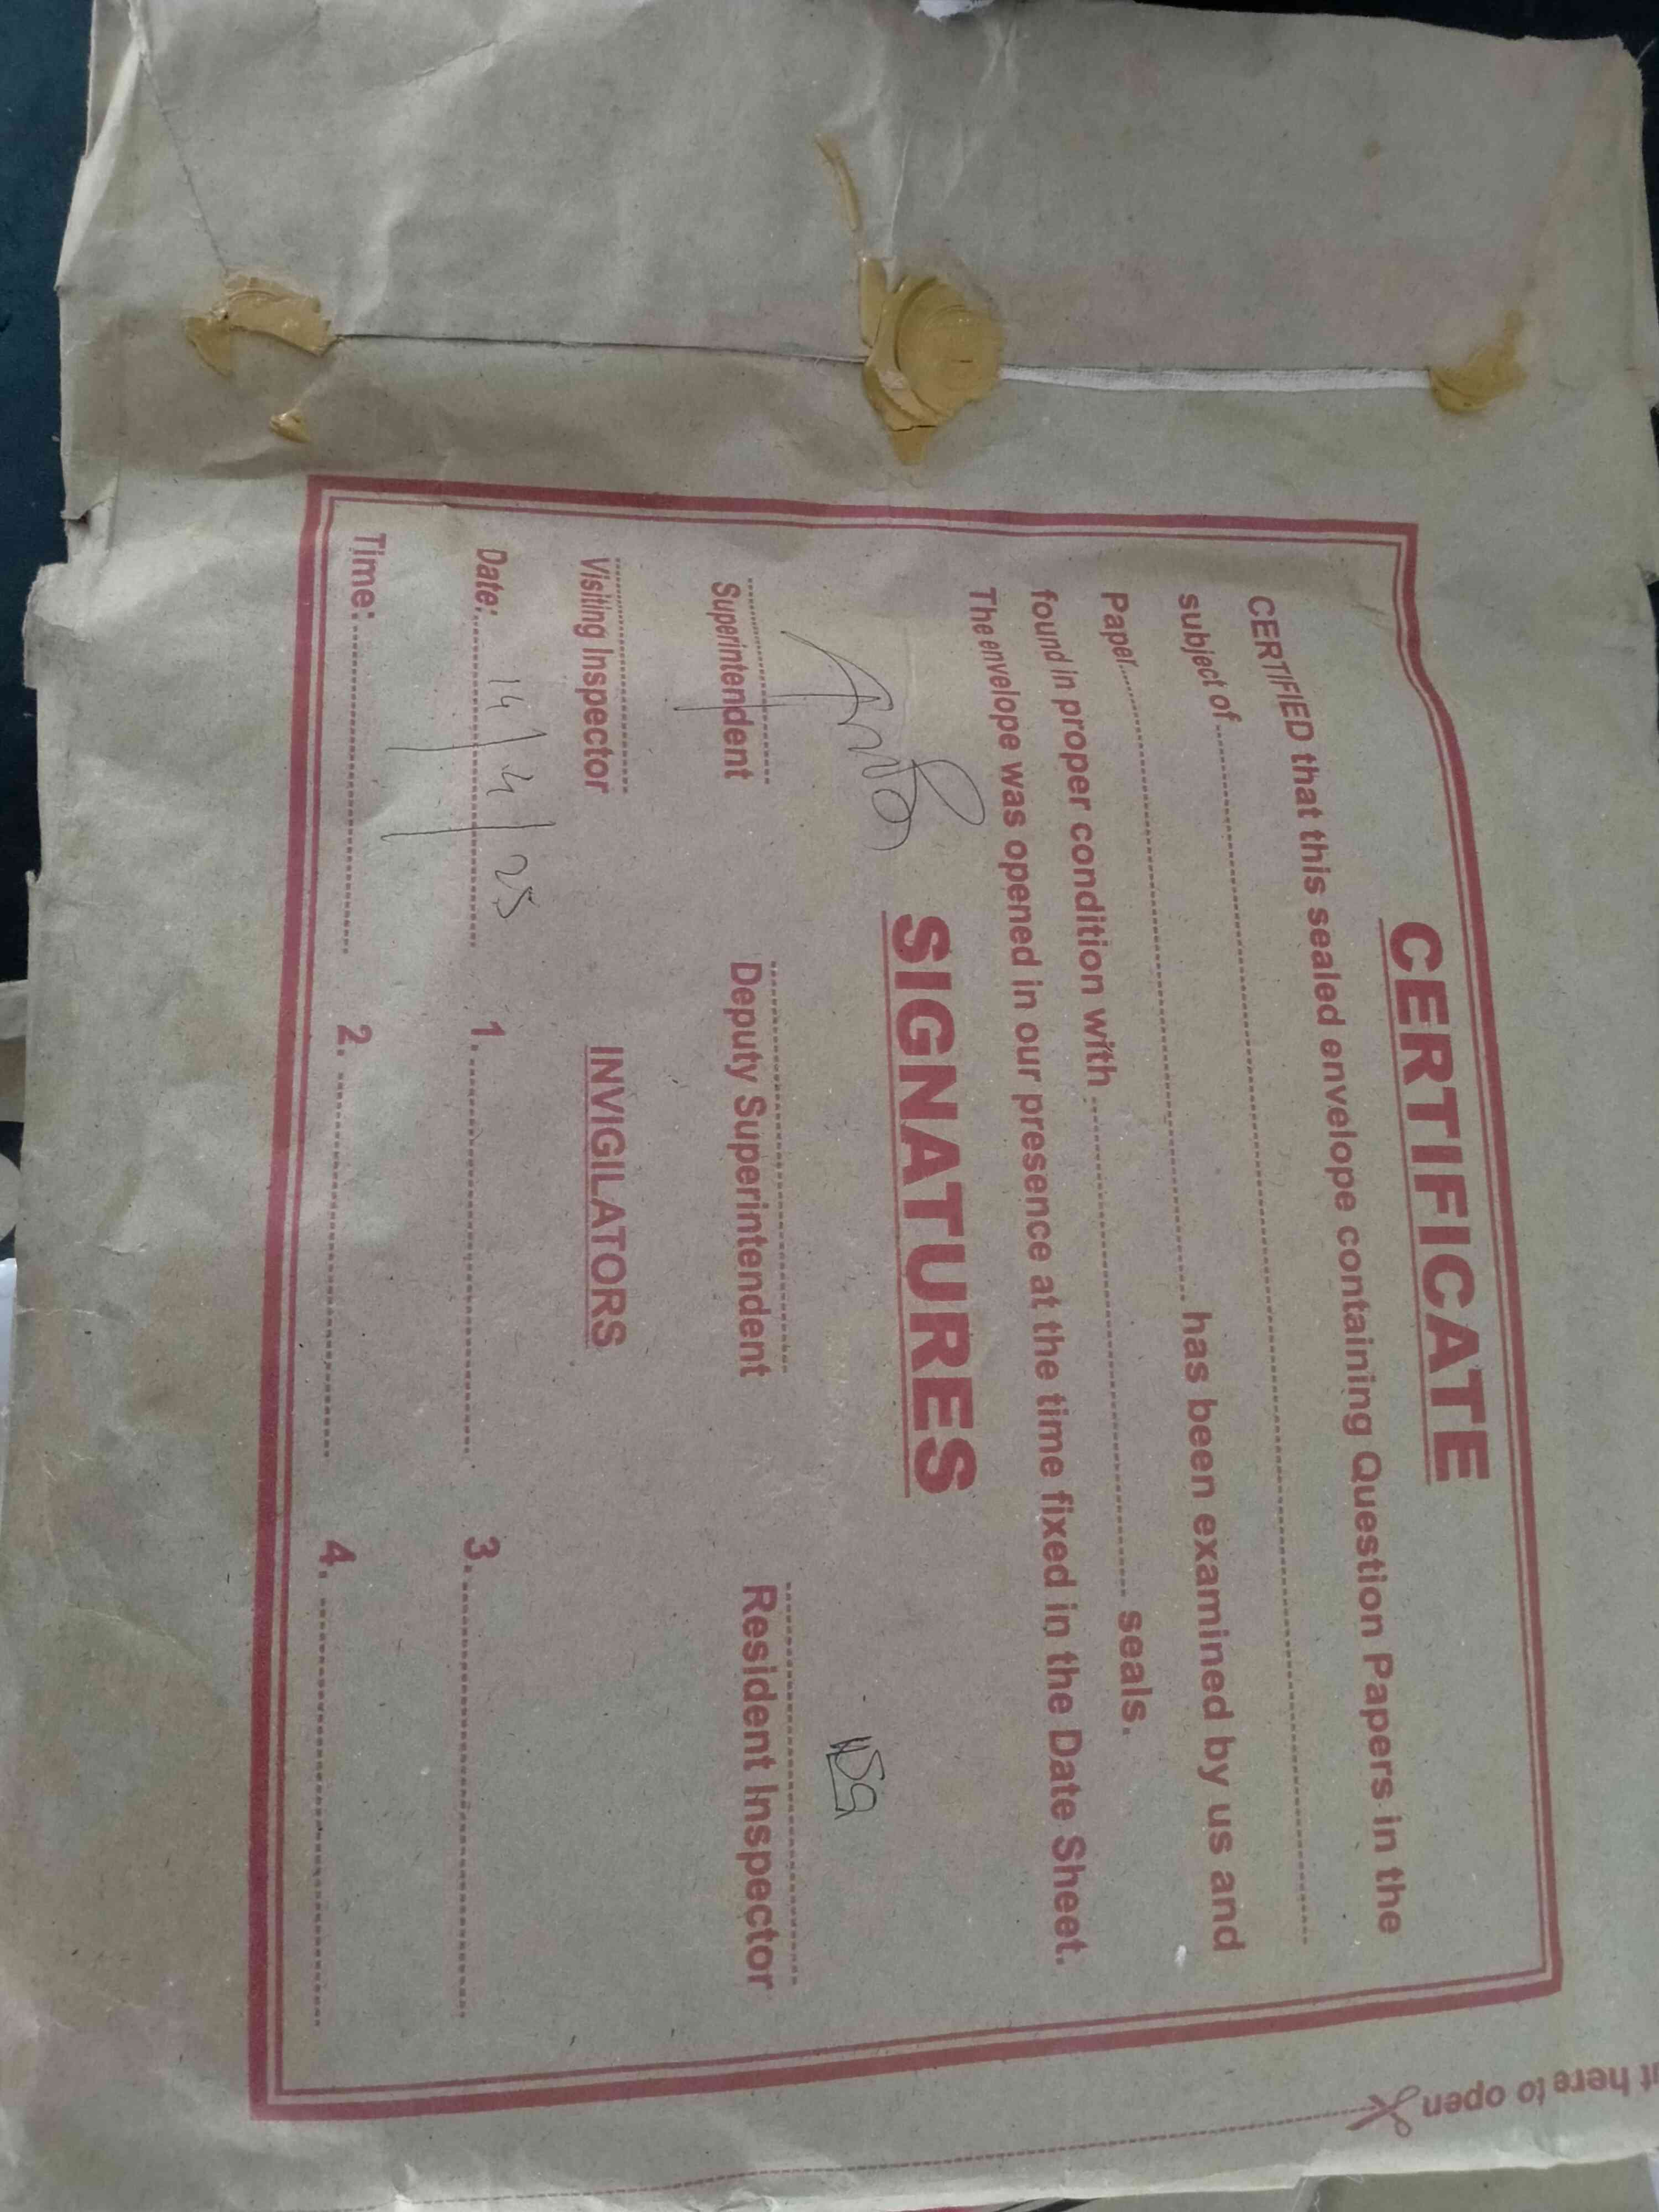 CERTIFICATE
CERTIFIED that this sealed envelope containing Question Papers in the
subject of
Paper has been examined by us and
found in proper condition with seals.
The envelope was opened in our presence at the time fixed in the Date Sheet.
SIGNATURES
Superintendent Deputy Superintendent Resident Inspector
Visiting Inspector INVIGILATORS
Date: 14/4/25 1. 3.
Time: 2. 4.
here to open